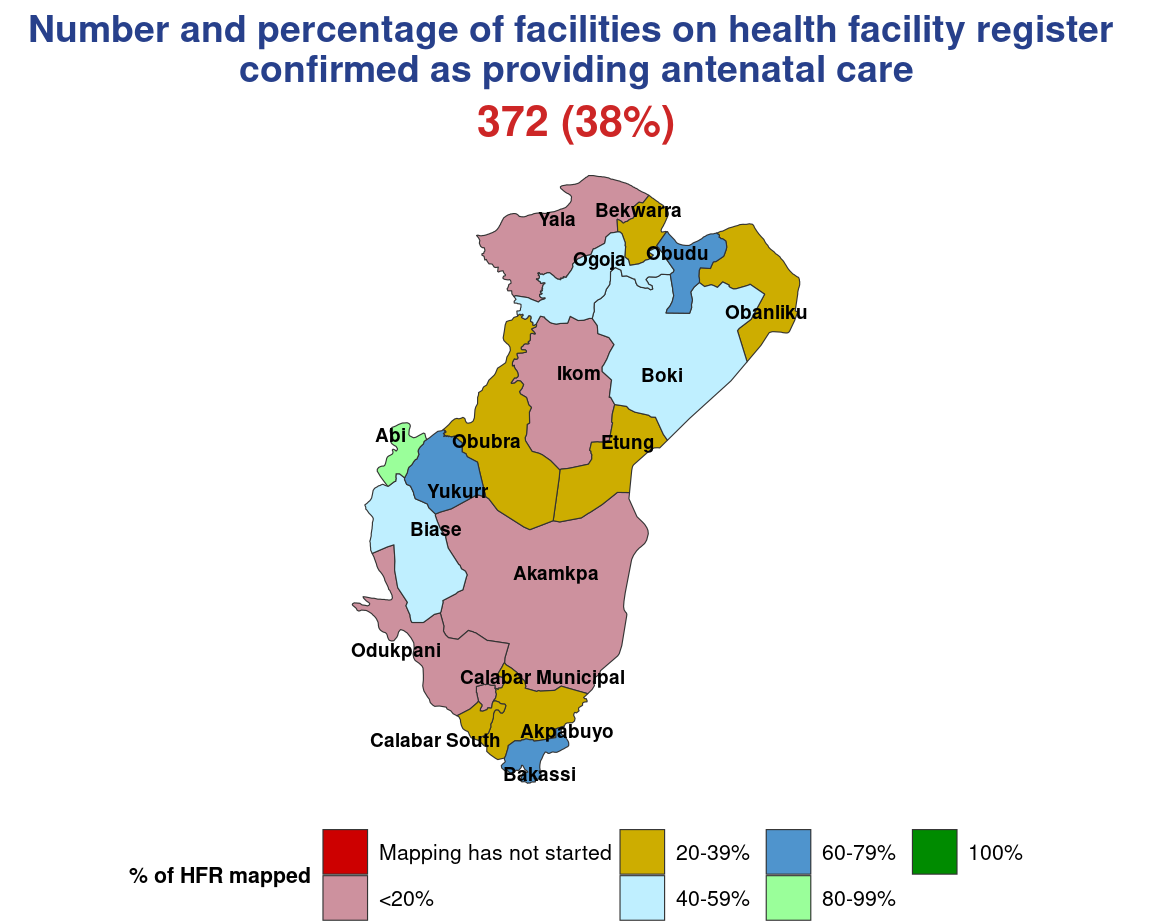 Number and percentage of facilities on health facility register
confirmed as providing antenatal care
372 (38%)
Yala
Bekwarra
Ogoja
Obudu
Obanliku
Ikom
Boki
Abi
Obubra
Etung
Yukurr
Biase
Akamkpa
Odukpani
Calabar Municipal
Akpabuyo
Calabar South
Bakassi
% of HFR mapped
Mapping has not started
<20%
20-39%
40-59%
60-79%
80-99%
100%